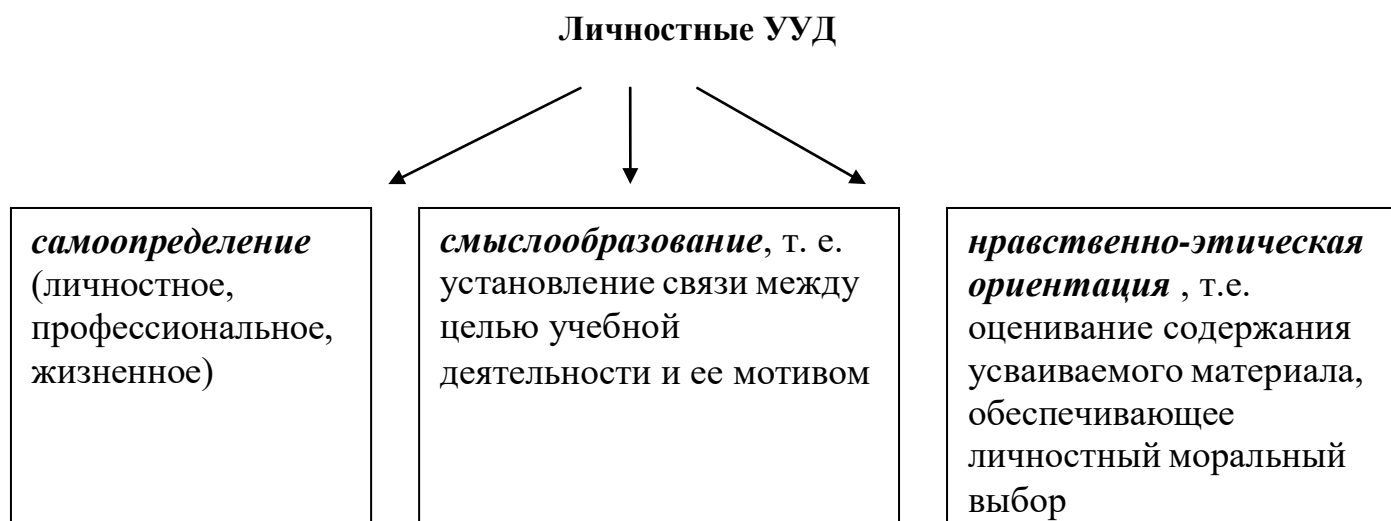 Личностные УУД
самоопределение
(личностное,
профессиональное,
жизненное)
смыслообразование, т. е.
установление связи между
целью учебной
деятельности и ее мотивом
нравственно-этическая
ориентация , т.е.
оценивание содержания
усваиваемого материала,
обеспечивающее
личностный моральный
выбор